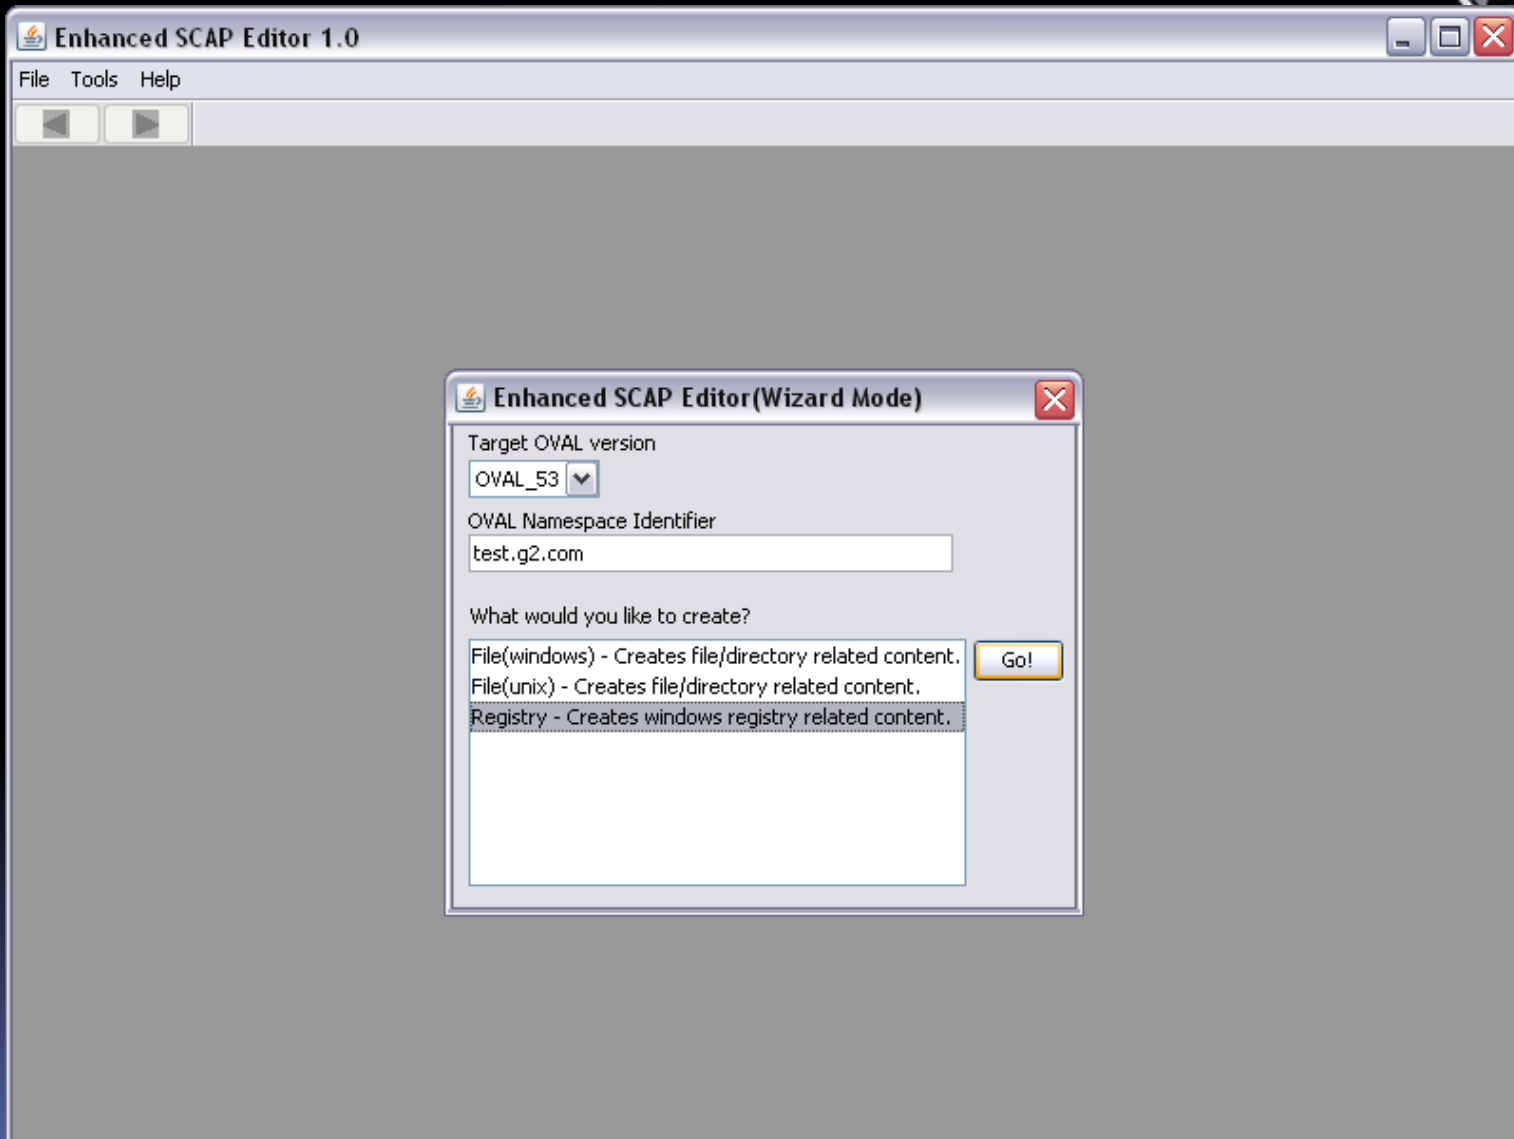 Enhanced SCAP Editor 1.0
File Tools Help
Enhanced SCAP Editor(Wizard Mode)
Target OVAL version
OVAL_53
OVAL Namespace Identifier
test.g2.com
What would you like to create?
File(windows) - Creates file/directory related content.
Go!
File(unix) - Creates file/directory related content.
Registry - Creates windows registry related content.